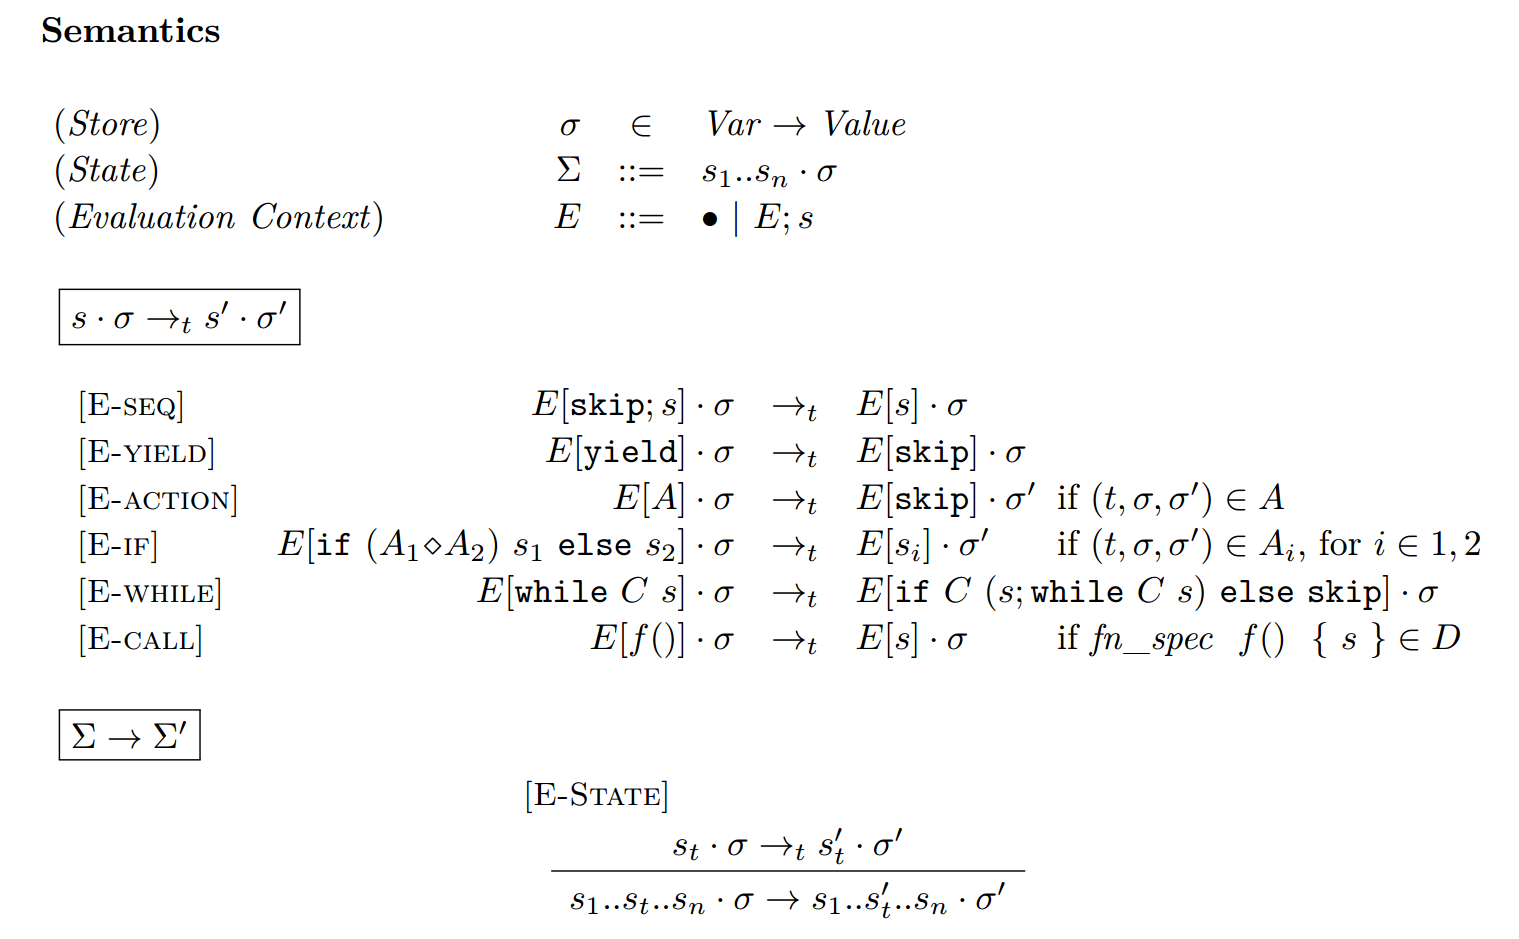 Semantics
(Store) σ ∈ Var → Value
(State) Σ ::= s₁..sₙ · σ
(Evaluation Context) E ::= • | E; s
s · σ →ₜ s′ · σ′
[E-SEQ] E[skip; s] · σ →ₜ E[s] · σ
[E-YIELD] E[yield] · σ →ₜ E[skip] · σ
[E-ACTION] E[A] · σ →ₜ E[skip] · σ′ if (t, σ, σ′) ∈ A
[E-IF] E[if (A₁⋄A₂) s₁ else s₂] · σ →ₜ E[sᵢ] · σ′ if (t, σ, σ′) ∈ Aᵢ, for i ∈ 1, 2
[E-WHILE] E[while C s] · σ →ₜ E[if C (s; while C s) else skip] · σ
[E-CALL] E[f()] · σ →ₜ E[s] · σ if fn_spec f() { s } ∈ D
Σ → Σ′
[E-STATE]
sₜ · σ →ₜ s′ₜ · σ′
s₁..sₜ..sₙ · σ → s₁..s′ₜ..sₙ · σ′